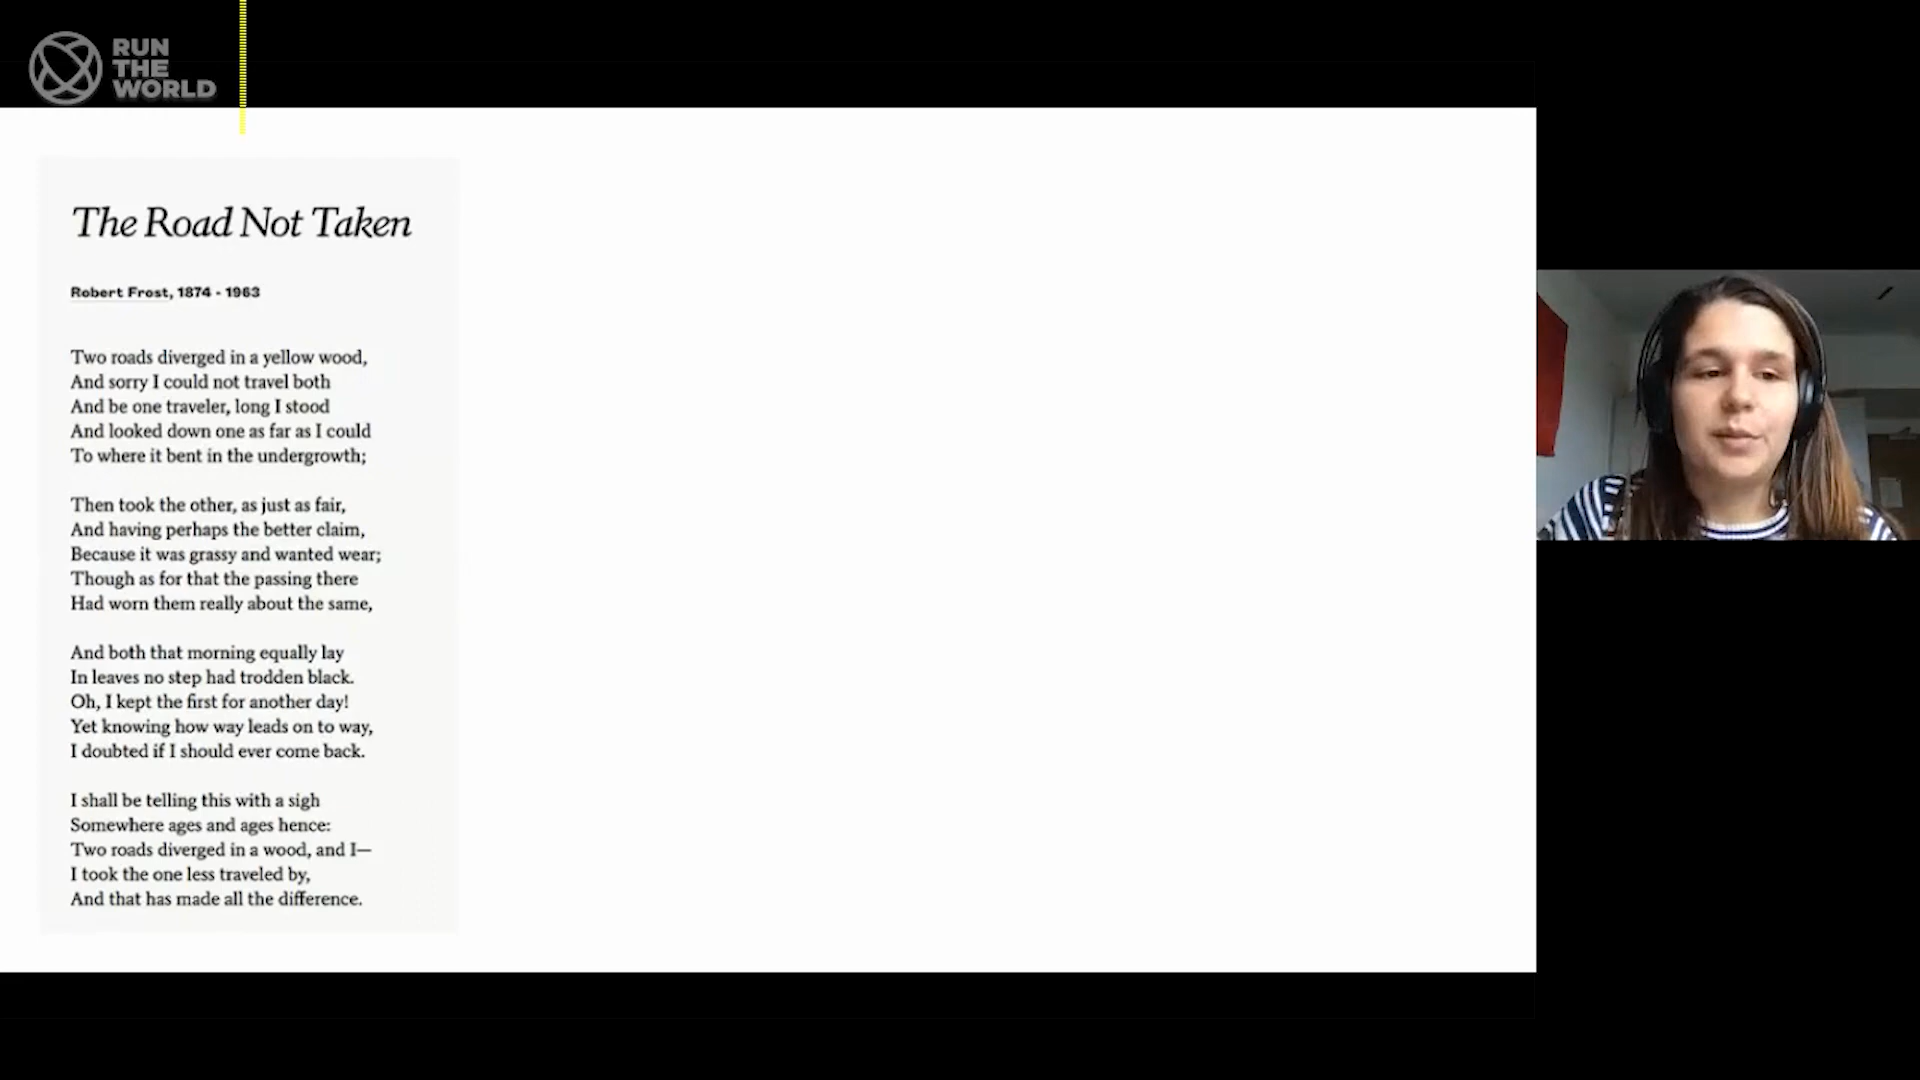 RUN
THE
WORLD
The Road Not Taken
Robert Frost, 1874 - 1963
Two roads diverged in a yellow wood,
And sorry I could not travel both
And be one traveler, long I stood
And looked down one as far as I could
To where it bent in the undergrowth;
Then took the other, as just as fair,
And having perhaps the better claim,
Because it was grassy and wanted wear;
Though as for that the passing there
Had worn them really about the same,
And both that morning equally lay
In leaves no step had trodden black.
Oh, I kept the first for another day!
Yet knowing how way leads on to way,
I doubted if I should ever come back.
I shall be telling this with a sigh
Somewhere ages and ages hence:
Two roads diverged in a wood, and I—
I took the one less traveled by,
And that has made all the difference.